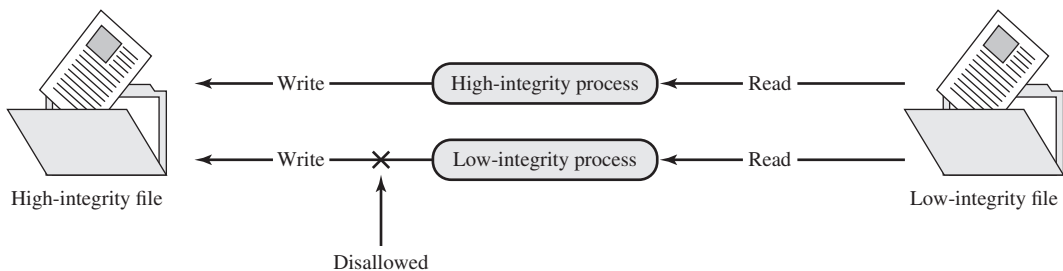 Write
High-integrity process
Read
Write
Low-integrity process
Read
High-integrity file
Low-integrity file
Disallowed